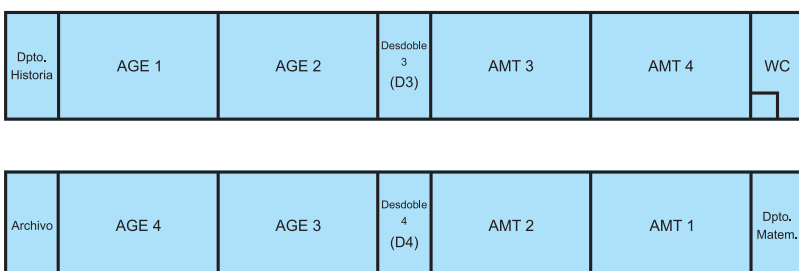 Dpto.
Historia
AGE 1
AGE 2
Desdoble
3
(D3)
AMT 3
AMT 4
WC
Archivo
AGE 4
AGE 3
Desdoble
4
(D4)
AMT 2
AMT 1
Dpto.
Matem.